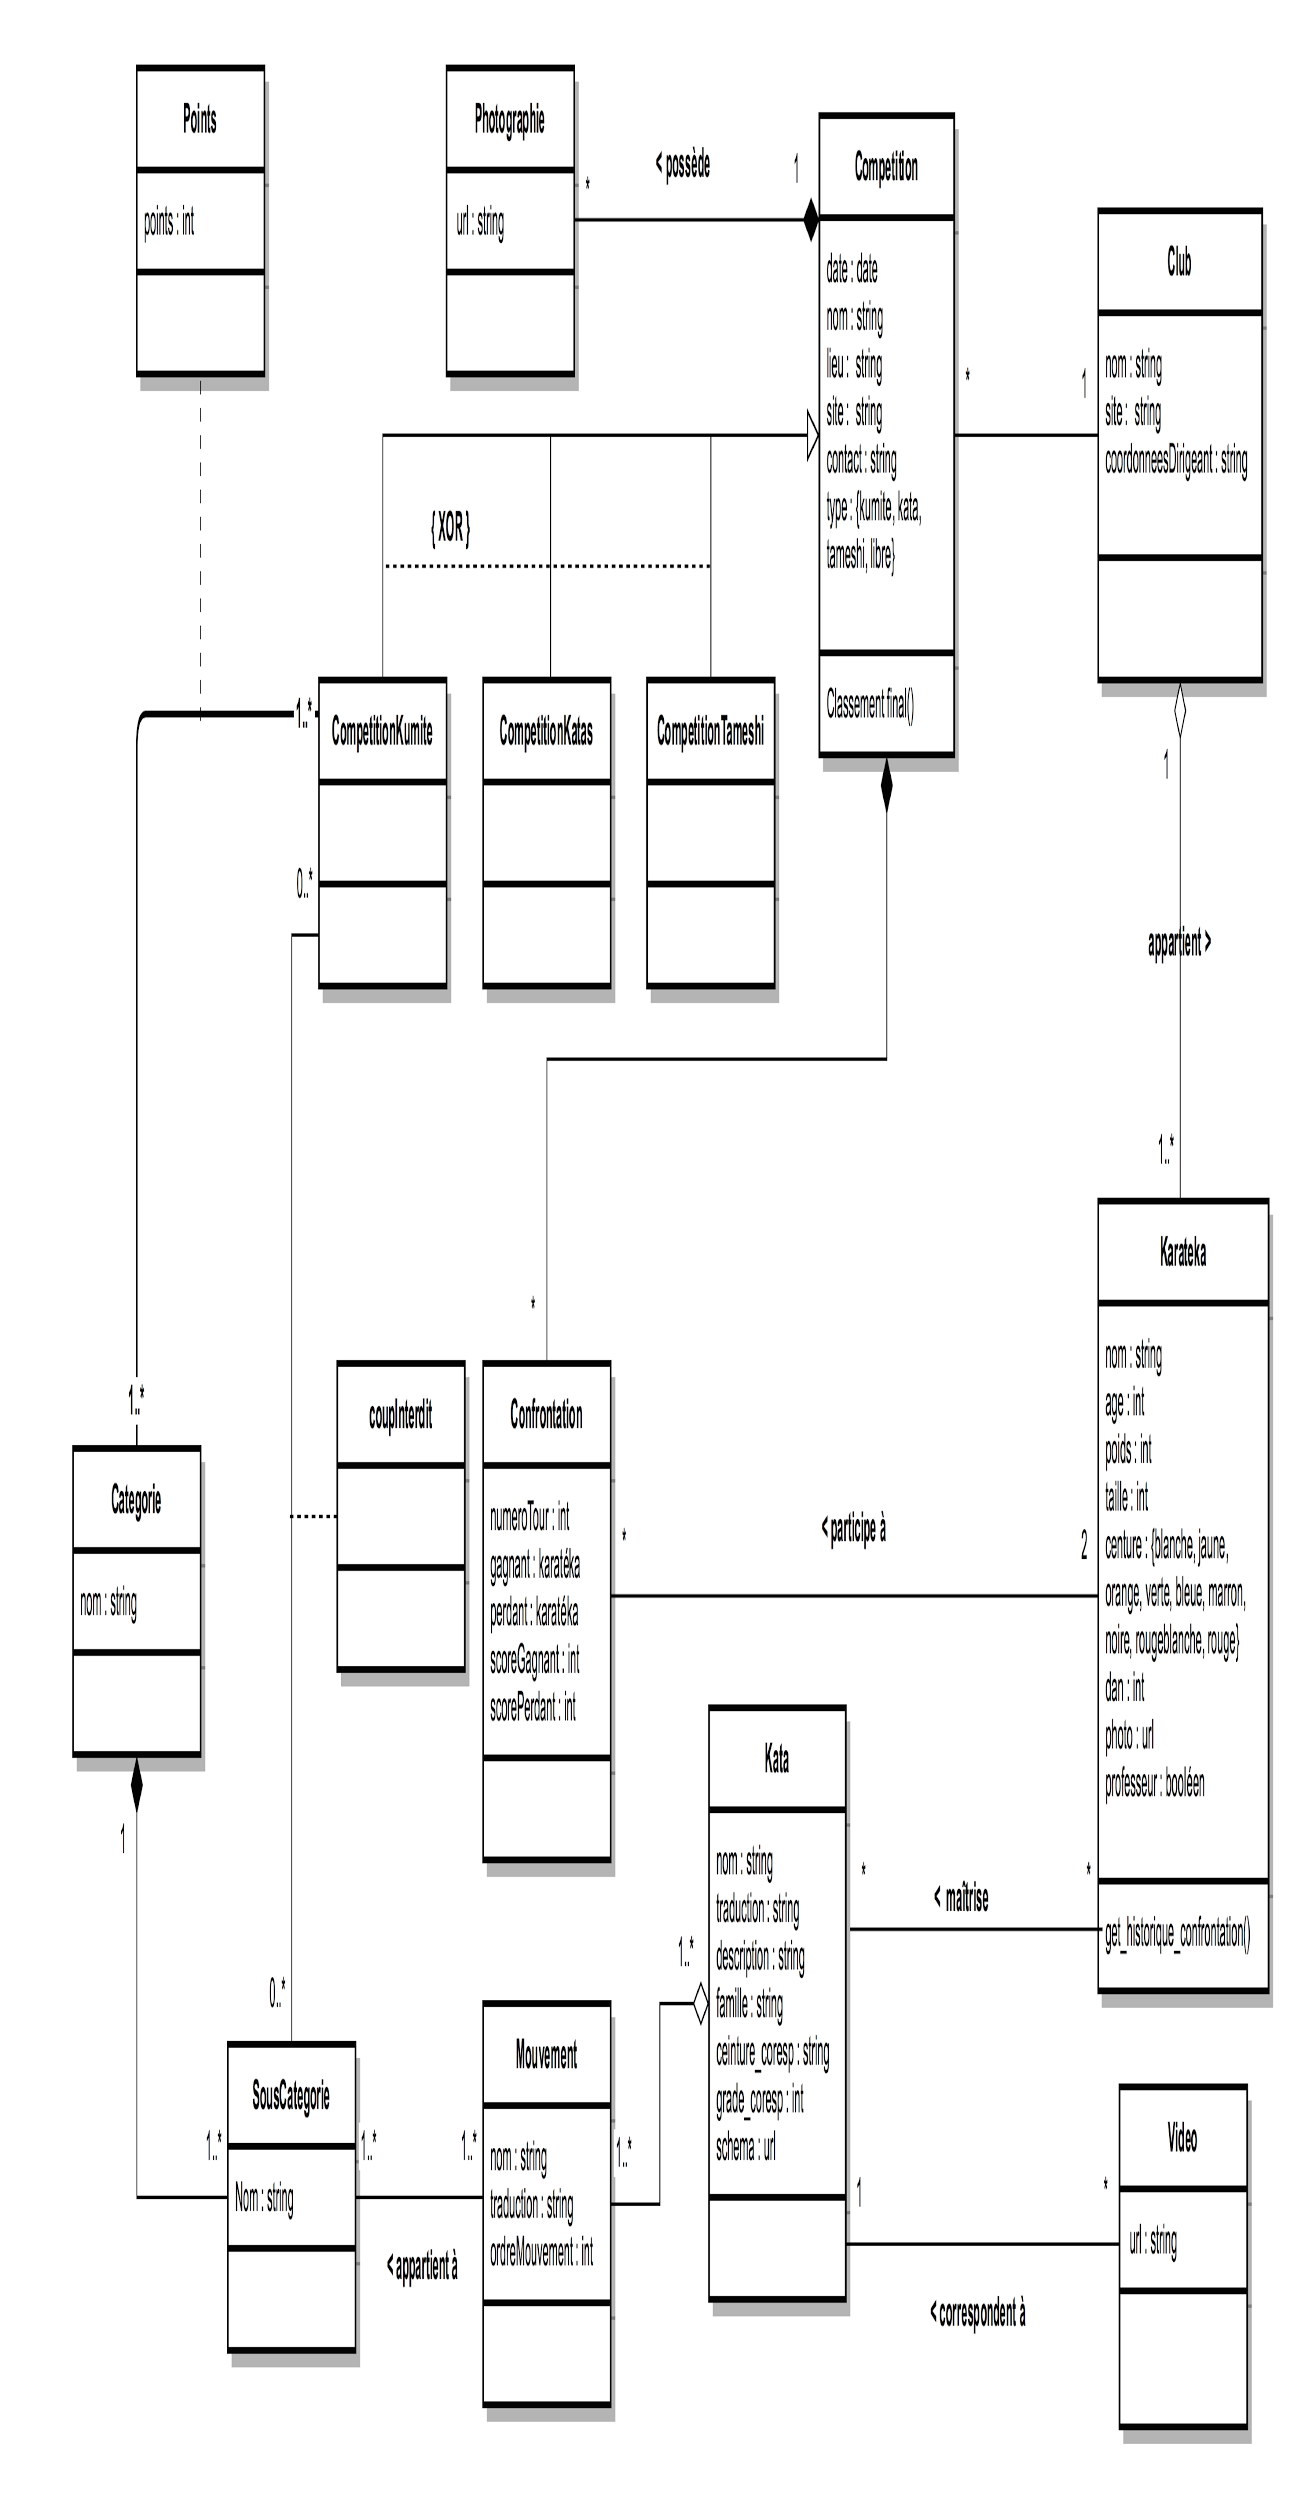 Points
points : int
Photographie
url : string
< possède
*
1
Competition
date : date
nom : string
lieu :  string
site :  string
contact : string
type : {kumite, kata,
tameshi, libre}
Classement final()
*
1
Club
nom : string
site :  string
coordonneesDirigeant : string
{ XOR }
1..*
CompetitionKumite
CompetitionKatas
CompetitionTameshi
0..*
1
appartient >
1..*
*
1..*
coupInterdit
Confrontation
numeroTour : int
gagnant : karatéka
perdant : karatéka
scoreGagnant : int
scorePerdant : int
*
< participe à
2
Karateka
nom : string
age : int
poids : int
taille : int
centure : {blanche, jaune,
orange, verte, bleue, marron,
noire, rougeblanche, rouge}
dan : int
photo : url
professeur : booléen
get_historique_confrontation()
Categorie
nom : string
1
Kata
nom : string
traduction : string
description : string
famille : string
ceinture_coresp : string
grade_coresp : int
schema : url
*
< maîtrise
*
1..*
0..*
SousCategorie
Nom : string
1..*
1..*
< appartient à
1..*
Mouvement
nom : string
traduction : string
ordreMouvement : int
1..*
1
*
< correspondent à
Video
url : string